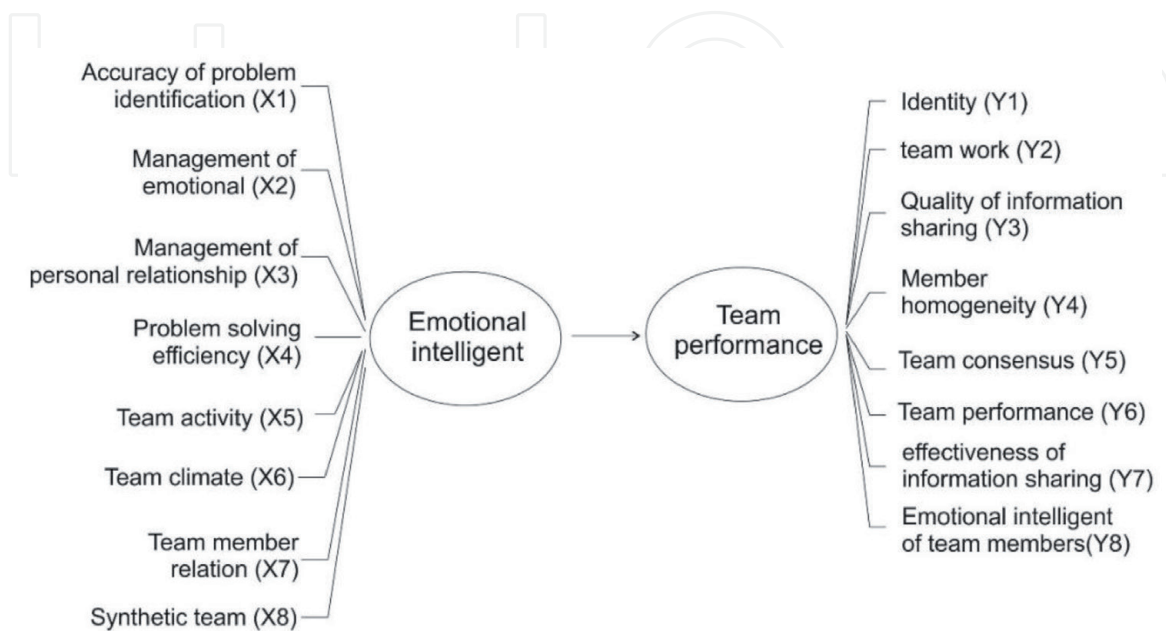 Accuracy of problem
identification (X1)
Management of
emotional (X2)
Management of
personal relationship (X3)
Problem solving
efficiency (X4)
Team activity (X5)
Team climate (X6)
Team member
relation (X7)
Synthetic team (X8)
Emotional
intelligent
Team
performance
Identity (Y1)
team work (Y2)
Quality of information
sharing (Y3)
Member
homogeneity (Y4)
Team consensus (Y5)
Team performance (Y6)
effectiveness of
information sharing (Y7)
Emotional intelligent
of team members(Y8)